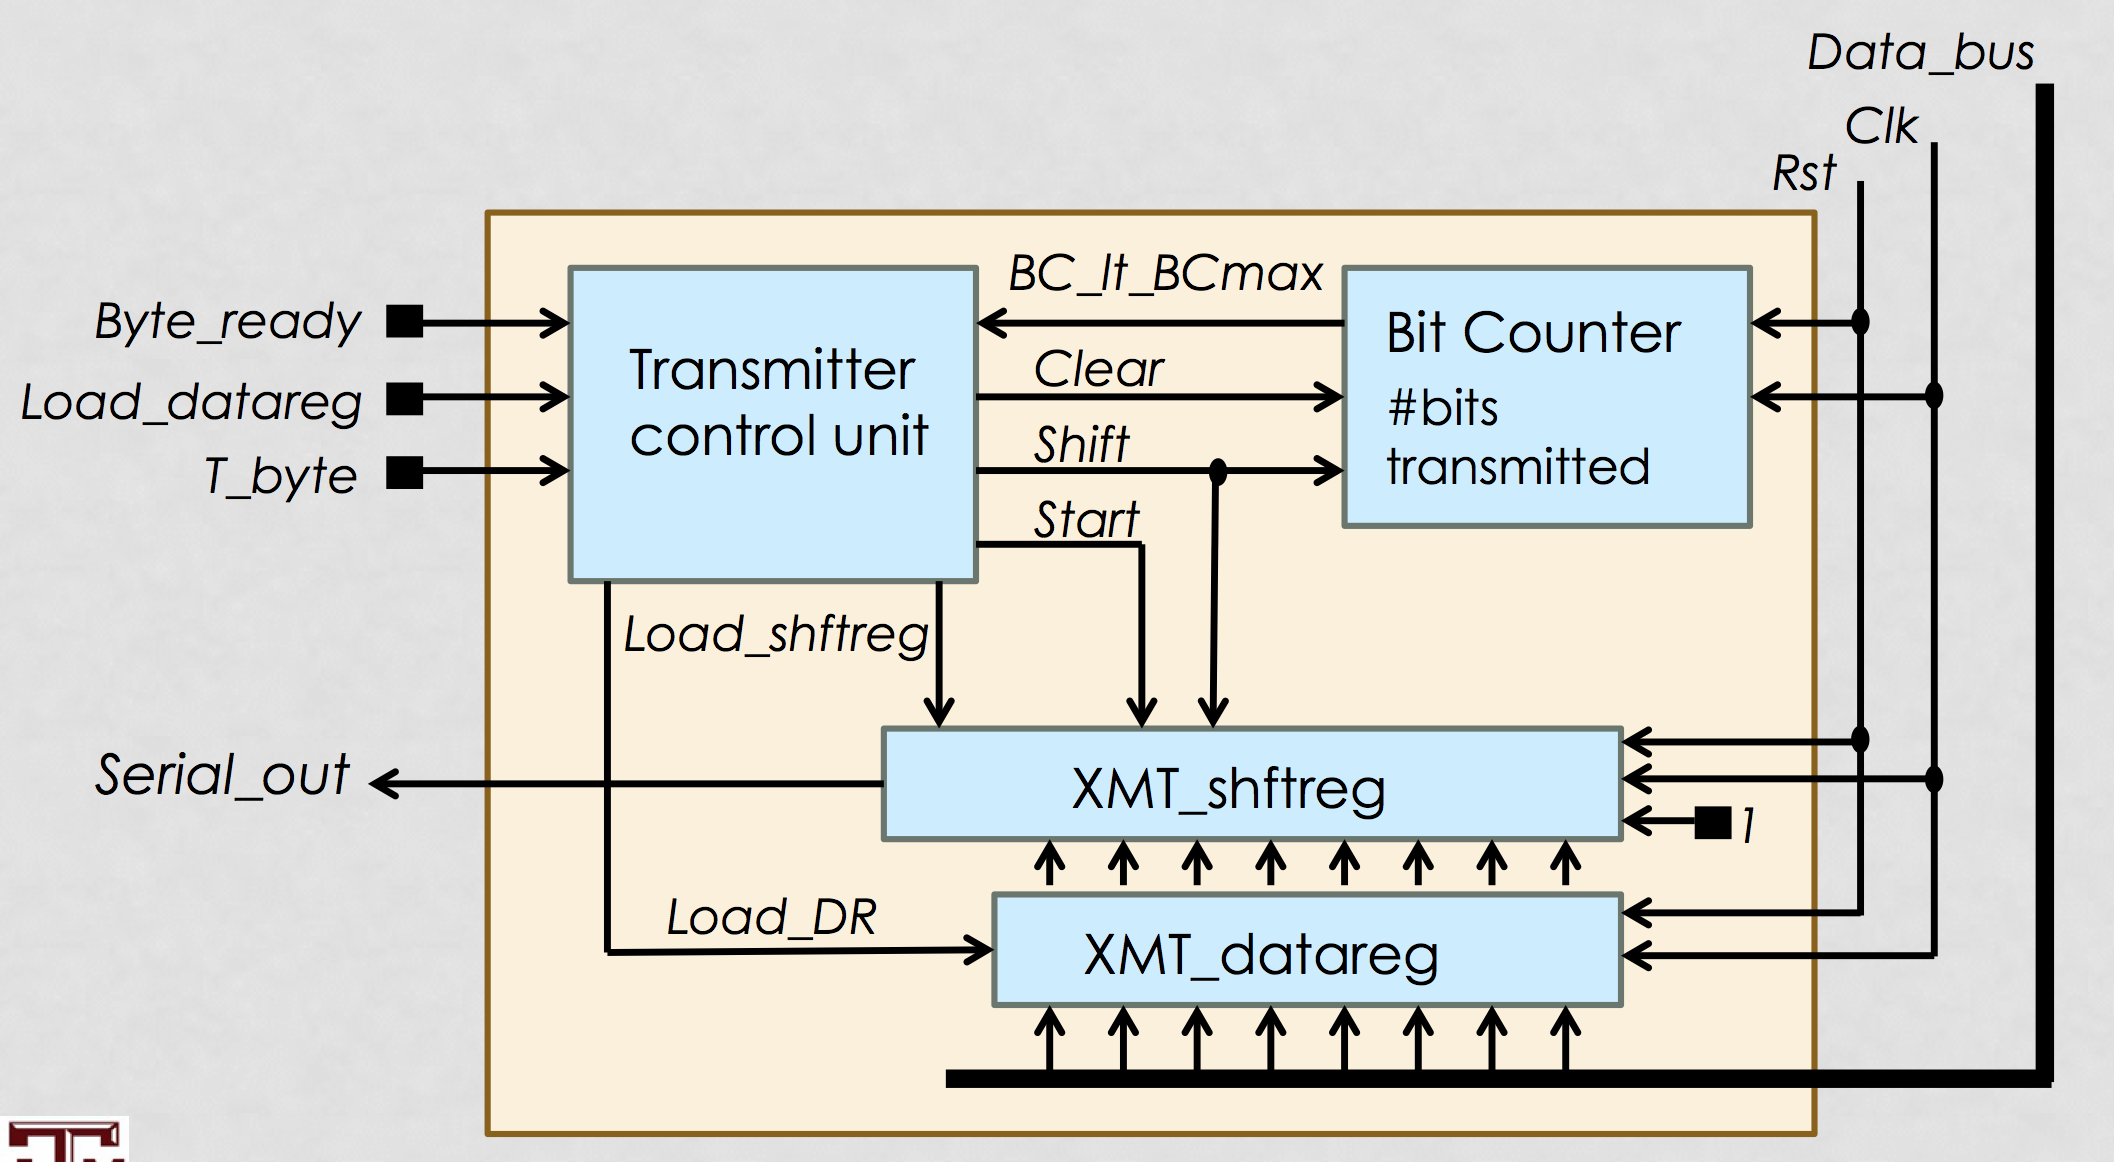 Data_bus
Clk
Rst
BC_lt_BCmax
Byte_ready
Bit Counter
Transmitter
control unit
Clear
Load_datareg
#bits
transmitted
Shift
T_byte
Start
Load_shftreg
Serial_out
XMT_shftreg
1
Load_DR
XMT_datareg